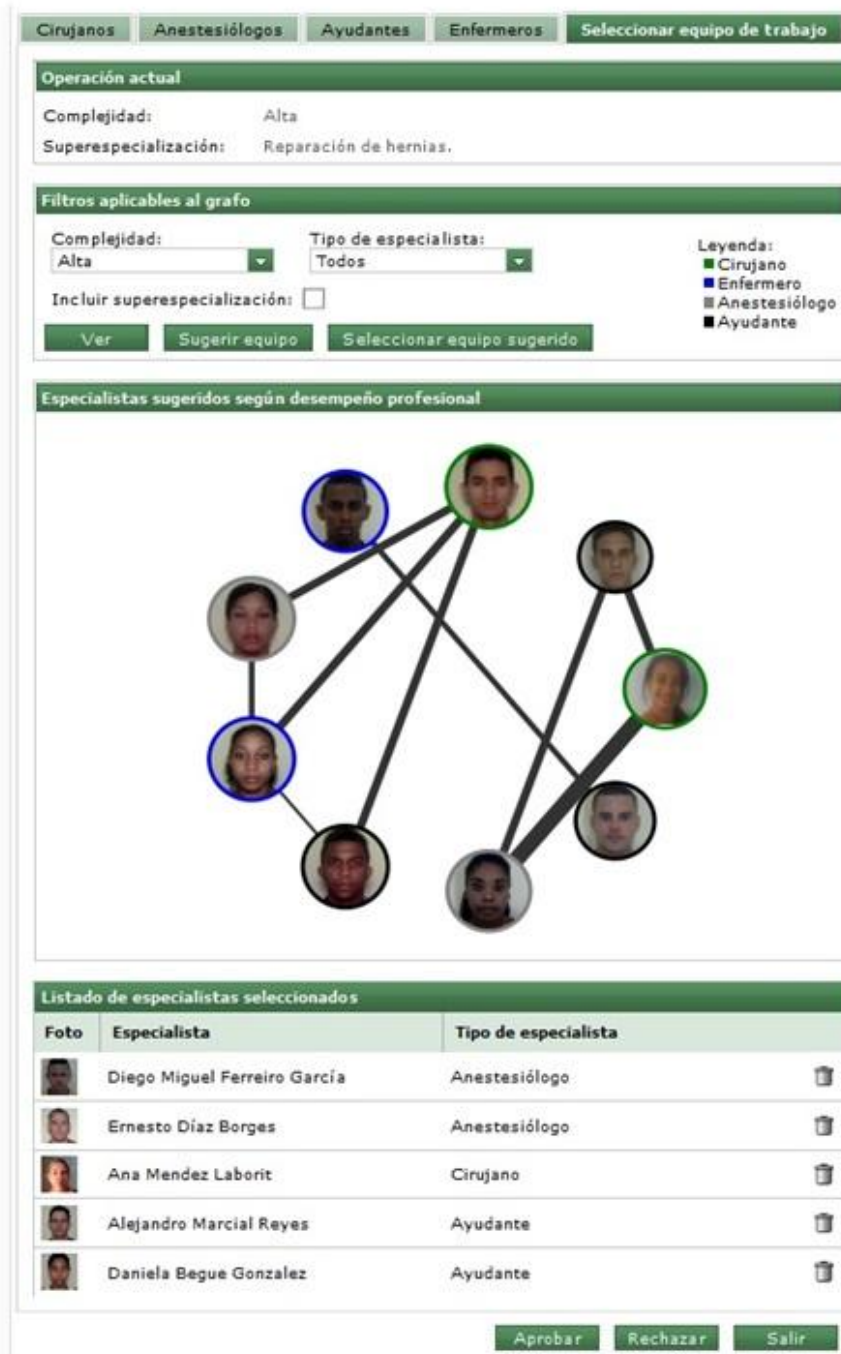 Cirujanos Anestesiólogos Ayudantes Enfermeros Seleccionar equipo de trabajo
Operación actual
Complejidad: Alta
Superespecialización: Reparación de hernias.
Filtros aplicables al grafo
Complejidad: Tipo de especialista: Leyenda:
Alta Todos Cirujano
Enfermero
Incluir superespecialización: Anestesiólogo
Ayudante
Ver Sugerir equipo Seleccionar equipo sugerido
Especialistas sugeridos según desempeño profesional
Listado de especialistas seleccionados
Foto Especialista Tipo de especialista
Diego Miguel Ferreiro García Anestesiólogo
Ernesto Díaz Borges Anestesiólogo
Ana Mendez Laborit Cirujano
Alejandro Marcial Reyes Ayudante
Daniela Begue Gonzalez Ayudante
Aprobar Rechazar Salir